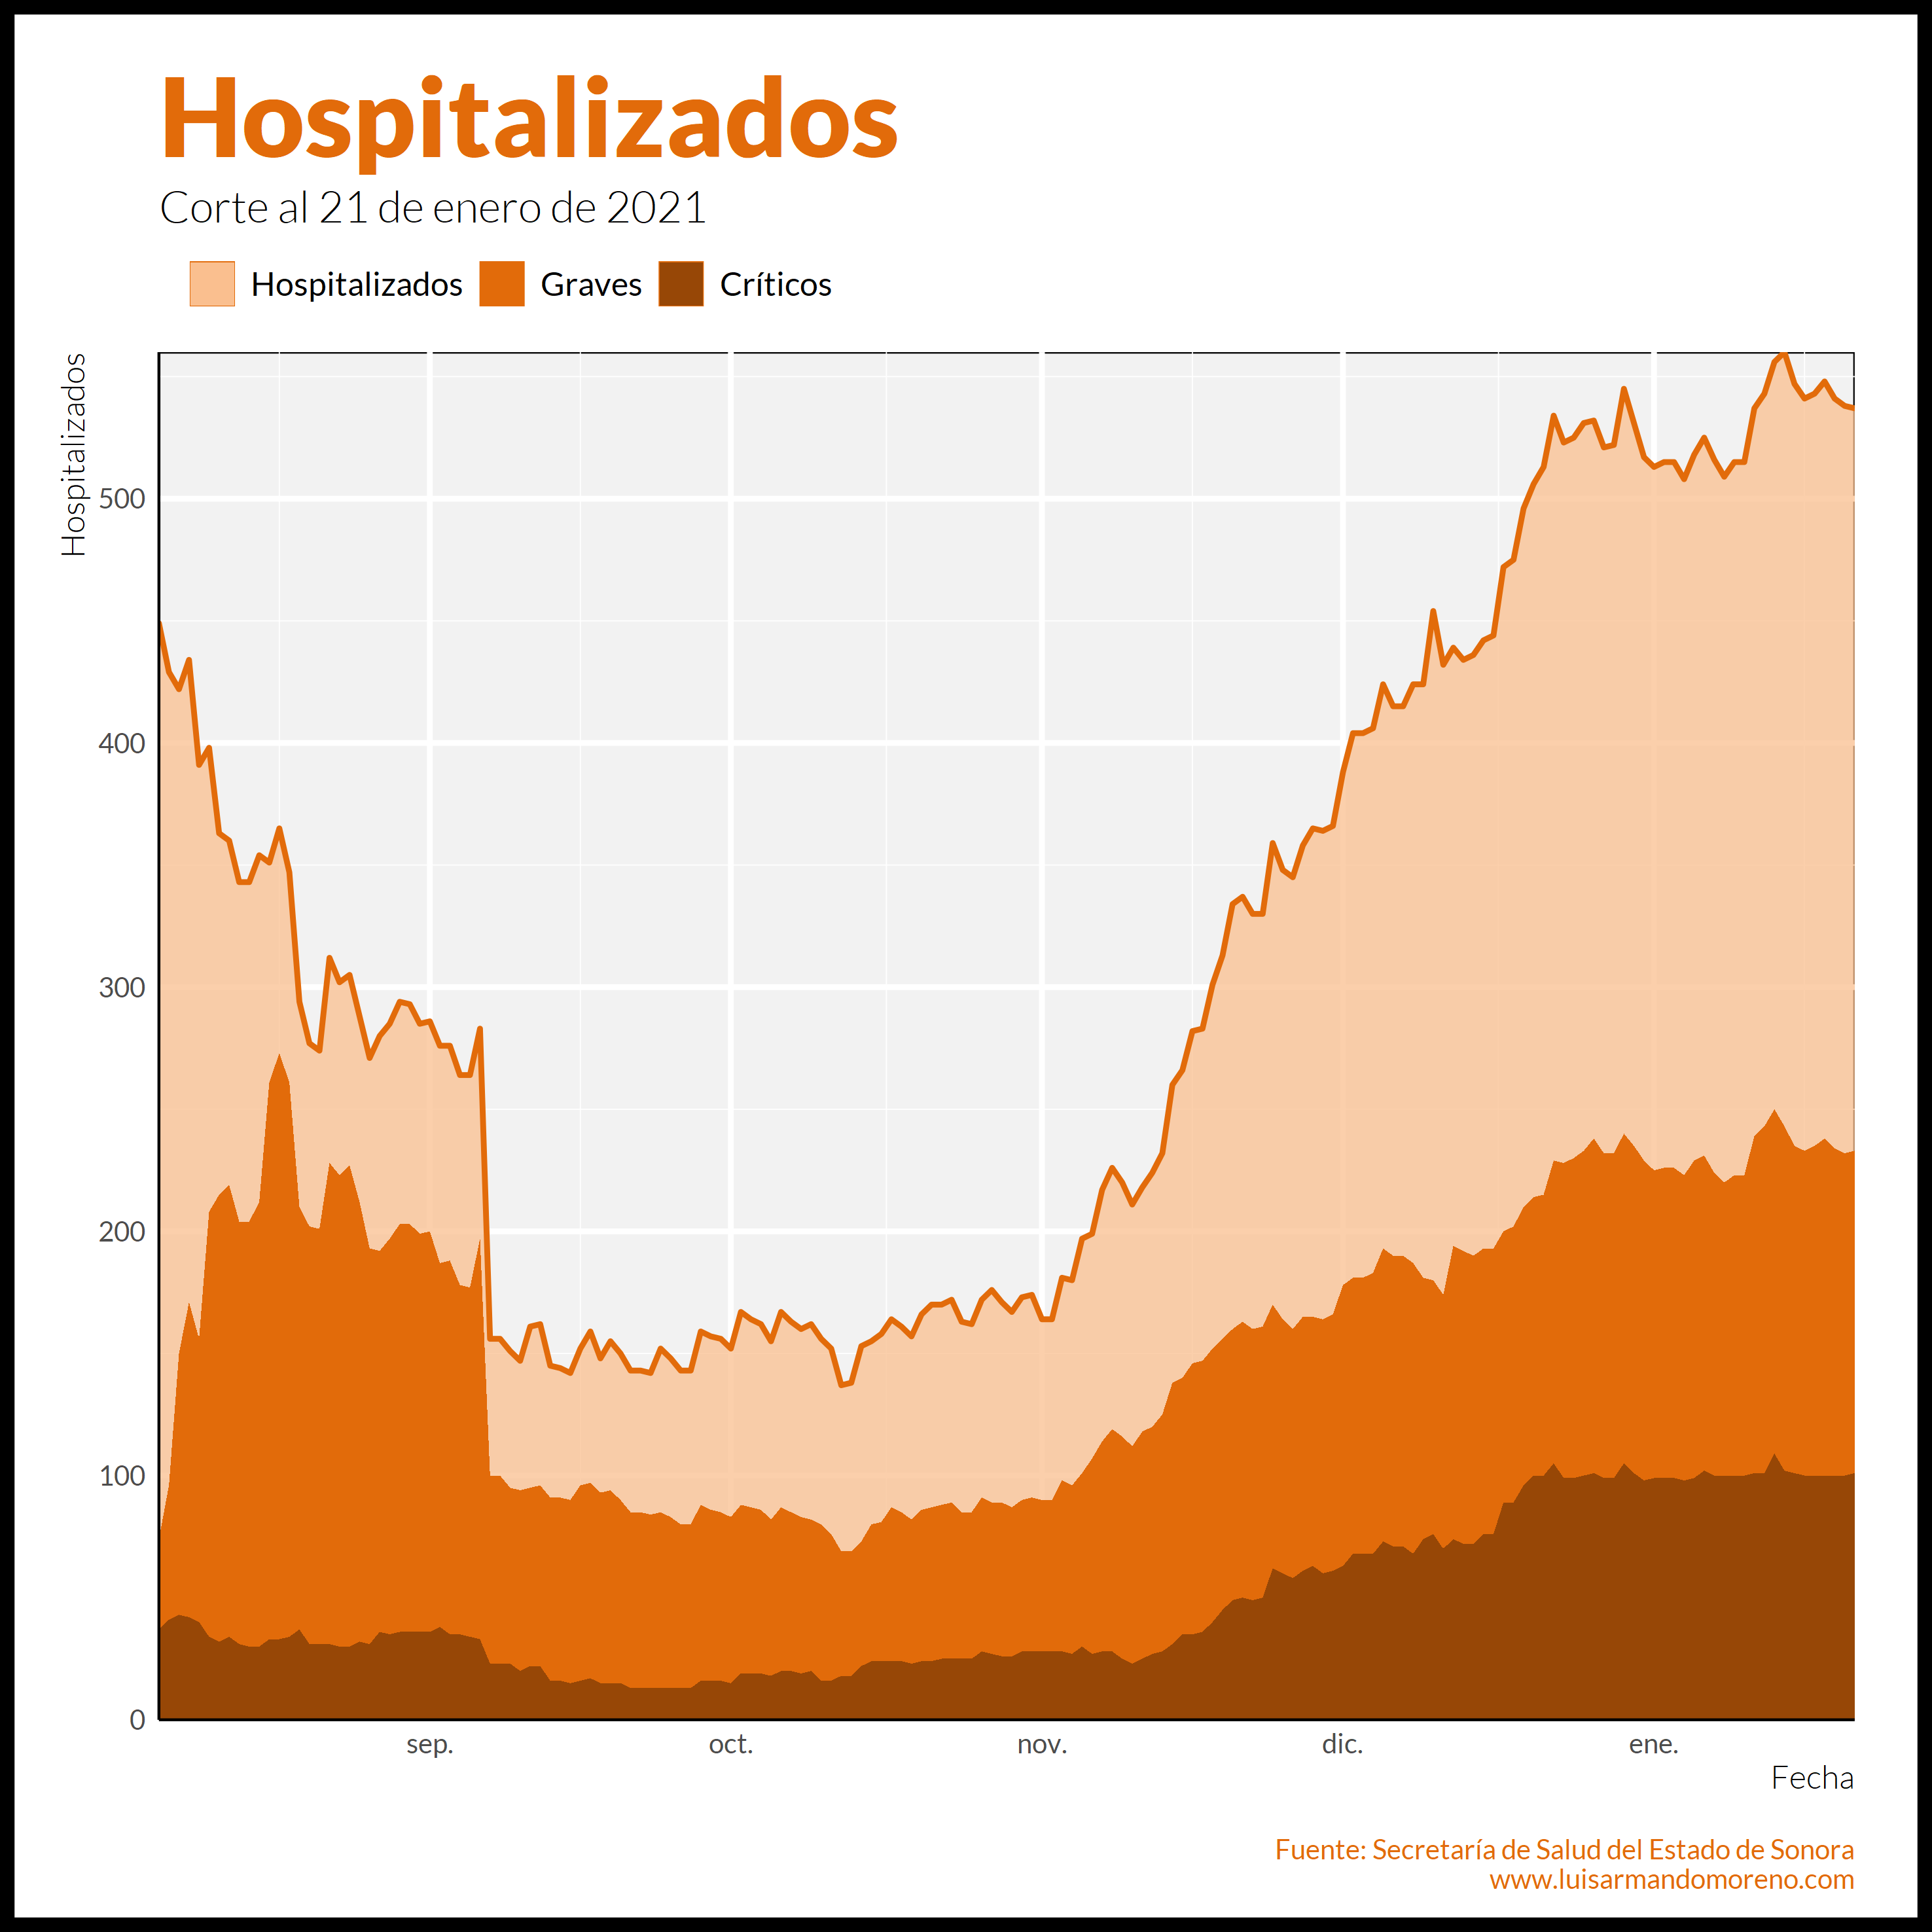 Hospitalizados
Corte al 21 de enero de 2021
Hospitalizados Graves Críticos
Hospitalizados
500
400
300
200
100
0
sep. oct. nov. dic. ene.
Fecha
Fuente: Secretaría de Salud del Estado de Sonora
www.luisarmandomoreno.com